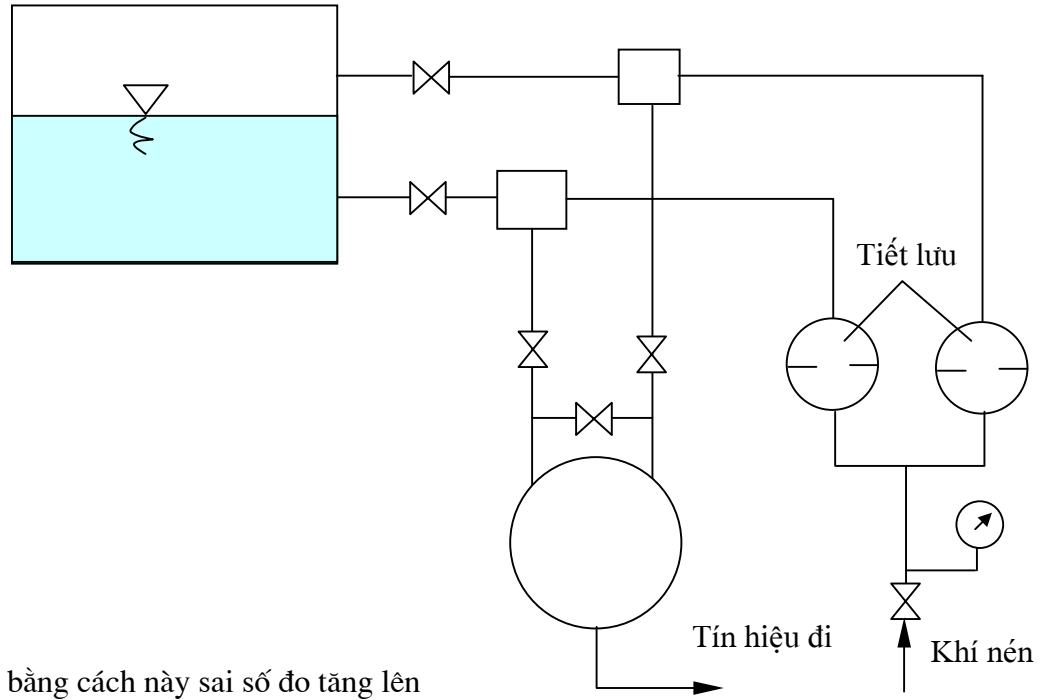 Tiết lưu
Tín hiệu đi
Khí nén
bằng cách này sai số đo tăng lên